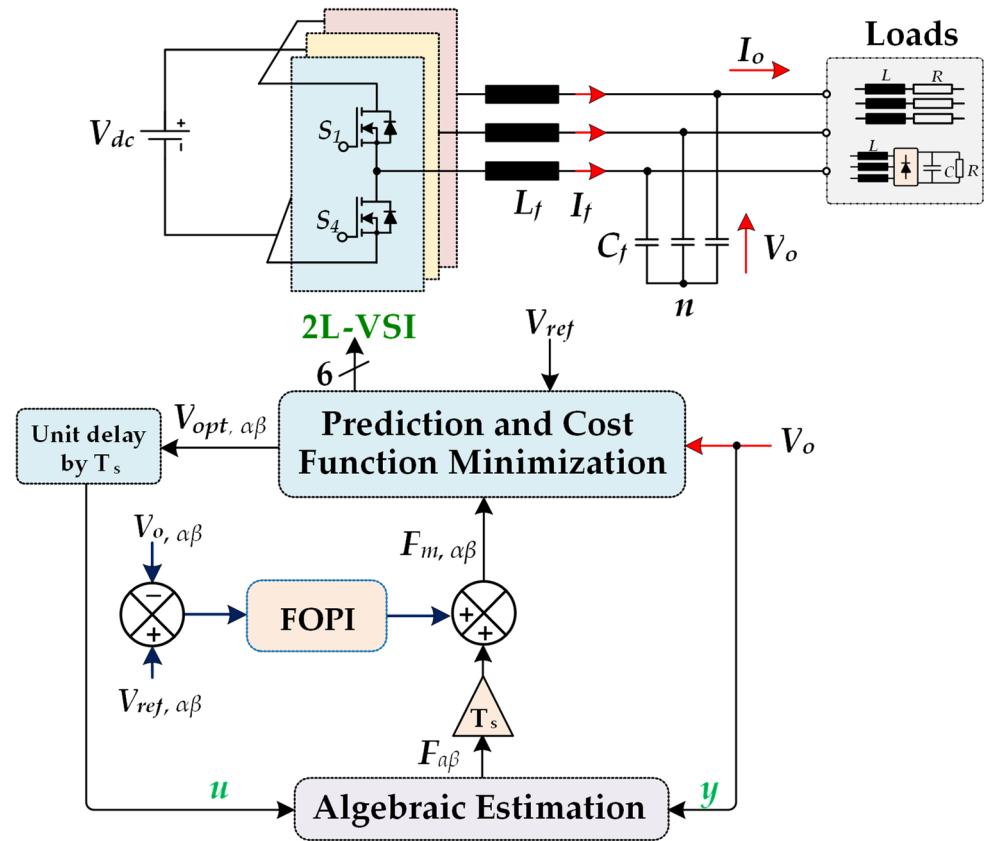 Loads
I_o
L
R
V_dc
+
-
S_1
S_4
L
C
R
L_f
I_f
C_f
V_o
n
2L-VSI
6
V_ref
Prediction and Cost
Function Minimization
V_opt, αβ
Unit delay
by T_s
V_o
V_o, αβ
−
+
V_ref, αβ
FOPI
F_m, αβ
+
+
T_s
F_αβ
u
Algebraic Estimation
y